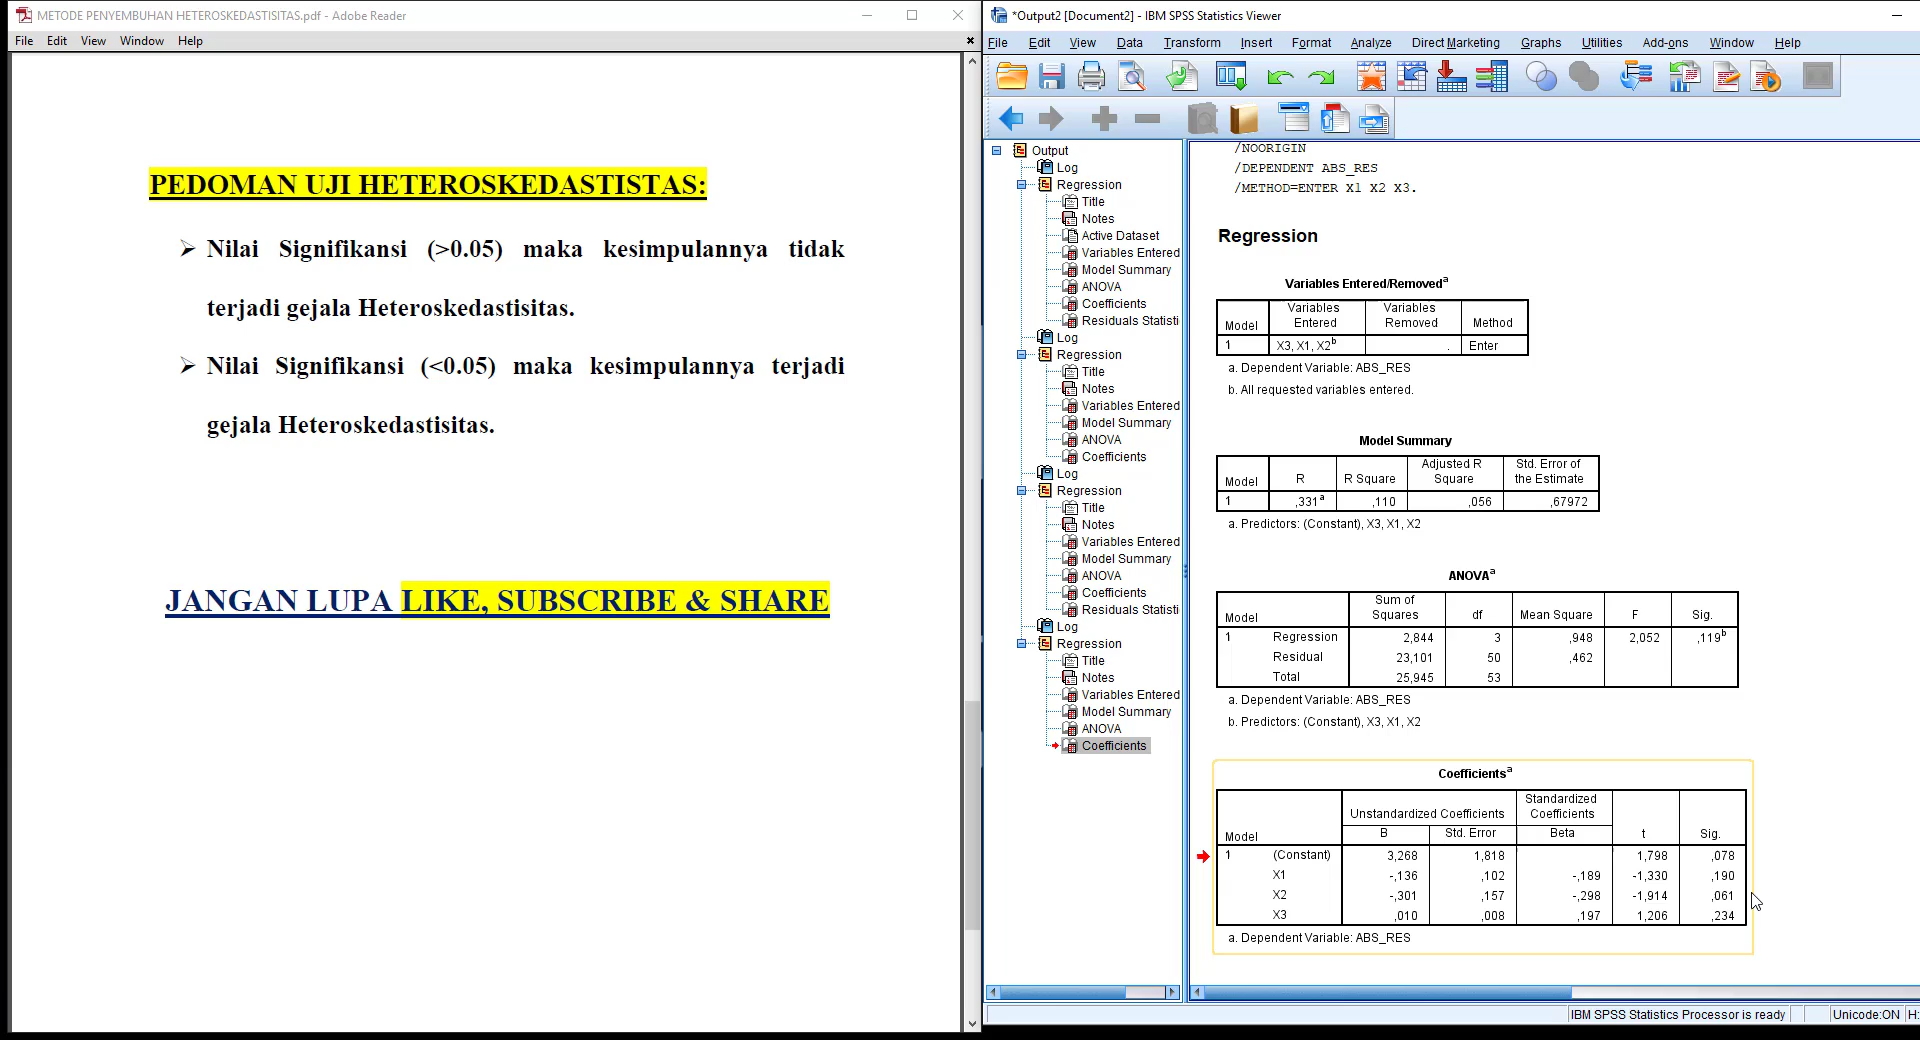 METODE PENYEMBUHAN HETEROSKEDASTISITAS.pdf - Adobe Reader
File Edit View Window Help
PEDOMAN UJI HETEROSKEDASTISTAS:
Nilai Signifikansi (>0.05) maka kesimpulannya tidak
terjadi gejala Heteroskedastisitas.
Nilai Signifikansi (<0.05) maka kesimpulannya terjadi
gejala Heteroskedastisitas.
JANGAN LUPA LIKE, SUBSCRIBE & SHARE
*Output2 [Document2] - IBM SPSS Statistics Viewer
File Edit View Data Transform Insert Format Analyze Direct Marketing Graphs Utilities Add-ons Window Help
Output
Log
Regression
Title
Notes
Active Dataset
Variables Entered
Model Summary
ANOVA
Coefficients
Residuals Statisti
Log
Regression
Title
Notes
Variables Entered
Model Summary
ANOVA
Coefficients
Log
Regression
Title
Notes
Variables Entered
Model Summary
ANOVA
Coefficients
Residuals Statisti
Log
Regression
Title
Notes
Variables Entered
Model Summary
ANOVA
Coefficients
/NOORIGIN
/DEPENDENT ABS_RES
/METHOD=ENTER X1 X2 X3.
Regression
Variables Entered/Removedᵃ
Model Variables Entered Variables Removed Method
1 X3, X1, X2ᵇ . Enter
a. Dependent Variable: ABS_RES
b. All requested variables entered.
Model Summary
Model R R Square Adjusted R Square Std. Error of the Estimate
1 ,331ᵃ ,110 ,056 ,67972
a. Predictors: (Constant), X3, X1, X2
ANOVAᵃ
Model Sum of Squares df Mean Square F Sig.
1 Regression 2,844 3 ,948 2,052 ,119ᵇ
Residual 23,101 50 ,462
Total 25,945 53
a. Dependent Variable: ABS_RES
b. Predictors: (Constant), X3, X1, X2
Coefficientsᵃ
Unstandardized Coefficients Standardized Coefficients
Model B Std. Error Beta t Sig.
1 (Constant) 3,268 1,818 1,798 ,078
X1 -,136 ,102 -,189 -1,330 ,190
X2 -,301 ,157 -,298 -1,914 ,061
X3 ,010 ,008 ,197 1,206 ,234
a. Dependent Variable: ABS_RES
IBM SPSS Statistics Processor is ready Unicode:ON H: